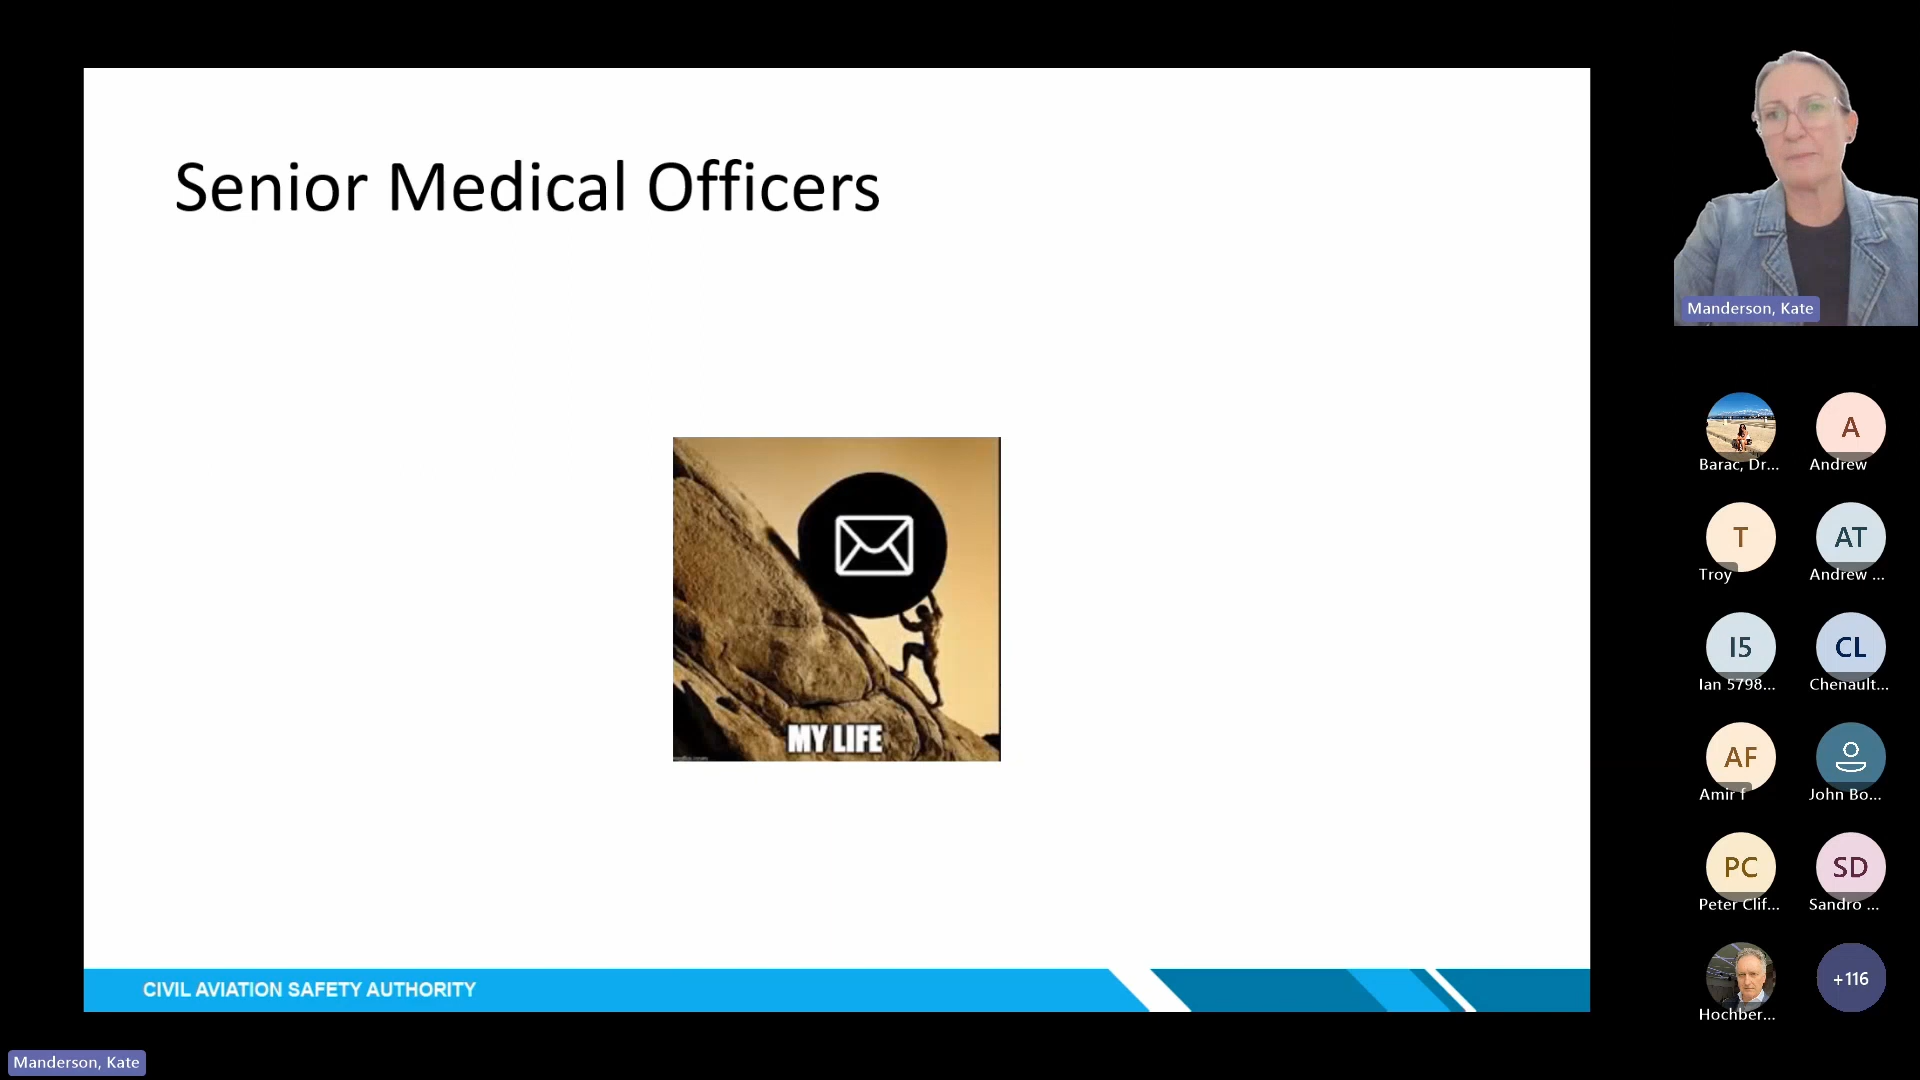 Senior Medical Officers
MY LIFE
CIVIL AVIATION SAFETY AUTHORITY
Manderson, Kate
Barac, Dr...
A
Andrew
T
Troy
AT
Andrew ...
I5
Ian 5798...
CL
Chenault...
AF
Amir f
John Bo...
PC
Peter Clif...
SD
Sandro ...
Hochber...
+116
Manderson, Kate